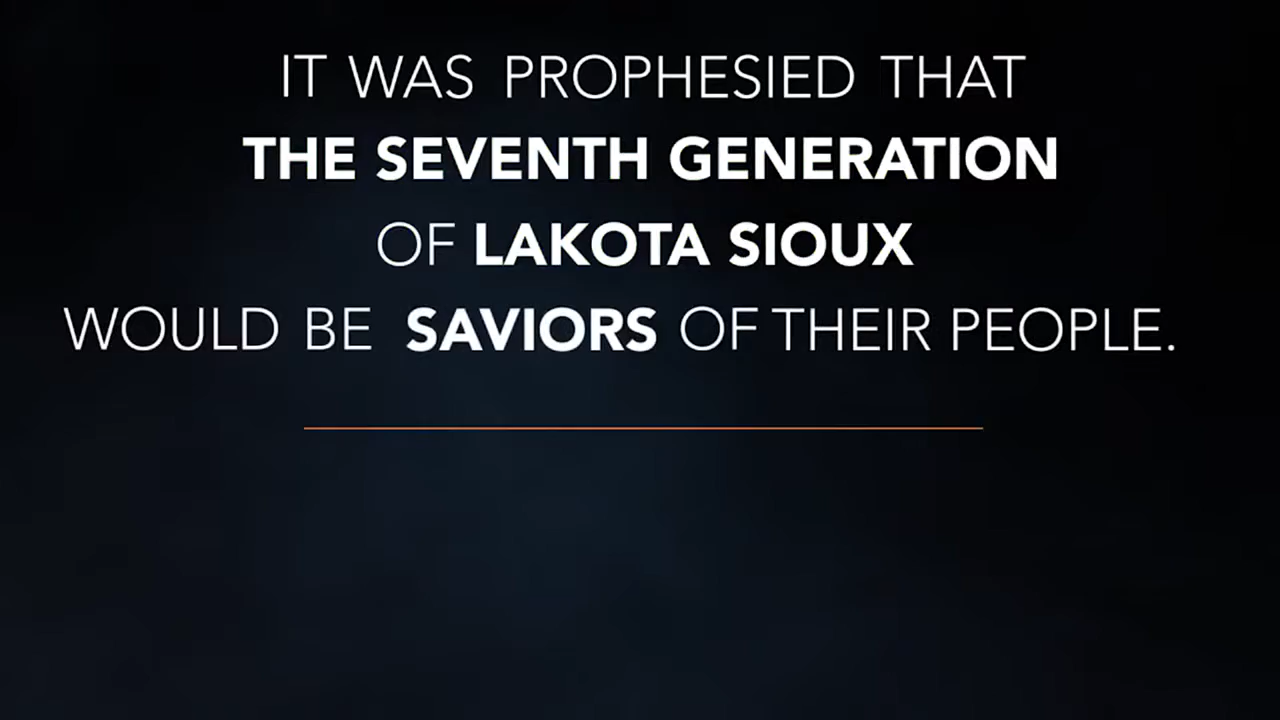 IT WAS PROPHESIED THAT
THE SEVENTH GENERATION
OF LAKOTA SIOUX
WOULD BE SAVIORS OF THEIR PEOPLE.